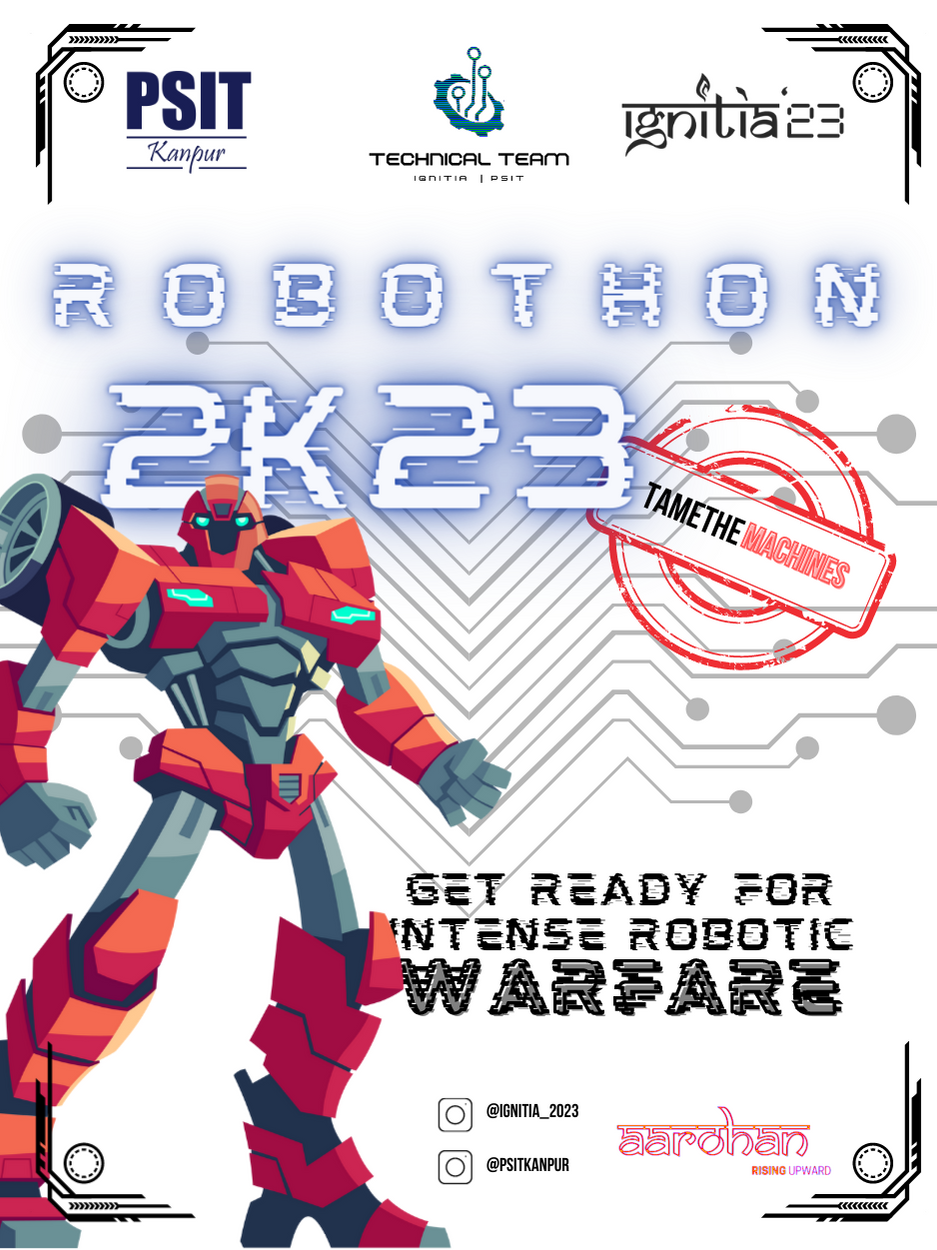 PSIT
Kanpur
TECHNICAL TEAM
IGNITIA | PSIT
ignitia'23
ROBOTHON
2K23
TAMETHE MACHINES
GET READY FOR
INTENSE ROBOTIC
WARFARE
@IGNITIA_2023
@PSITKANPUR
aarohan
RISING UPWARD